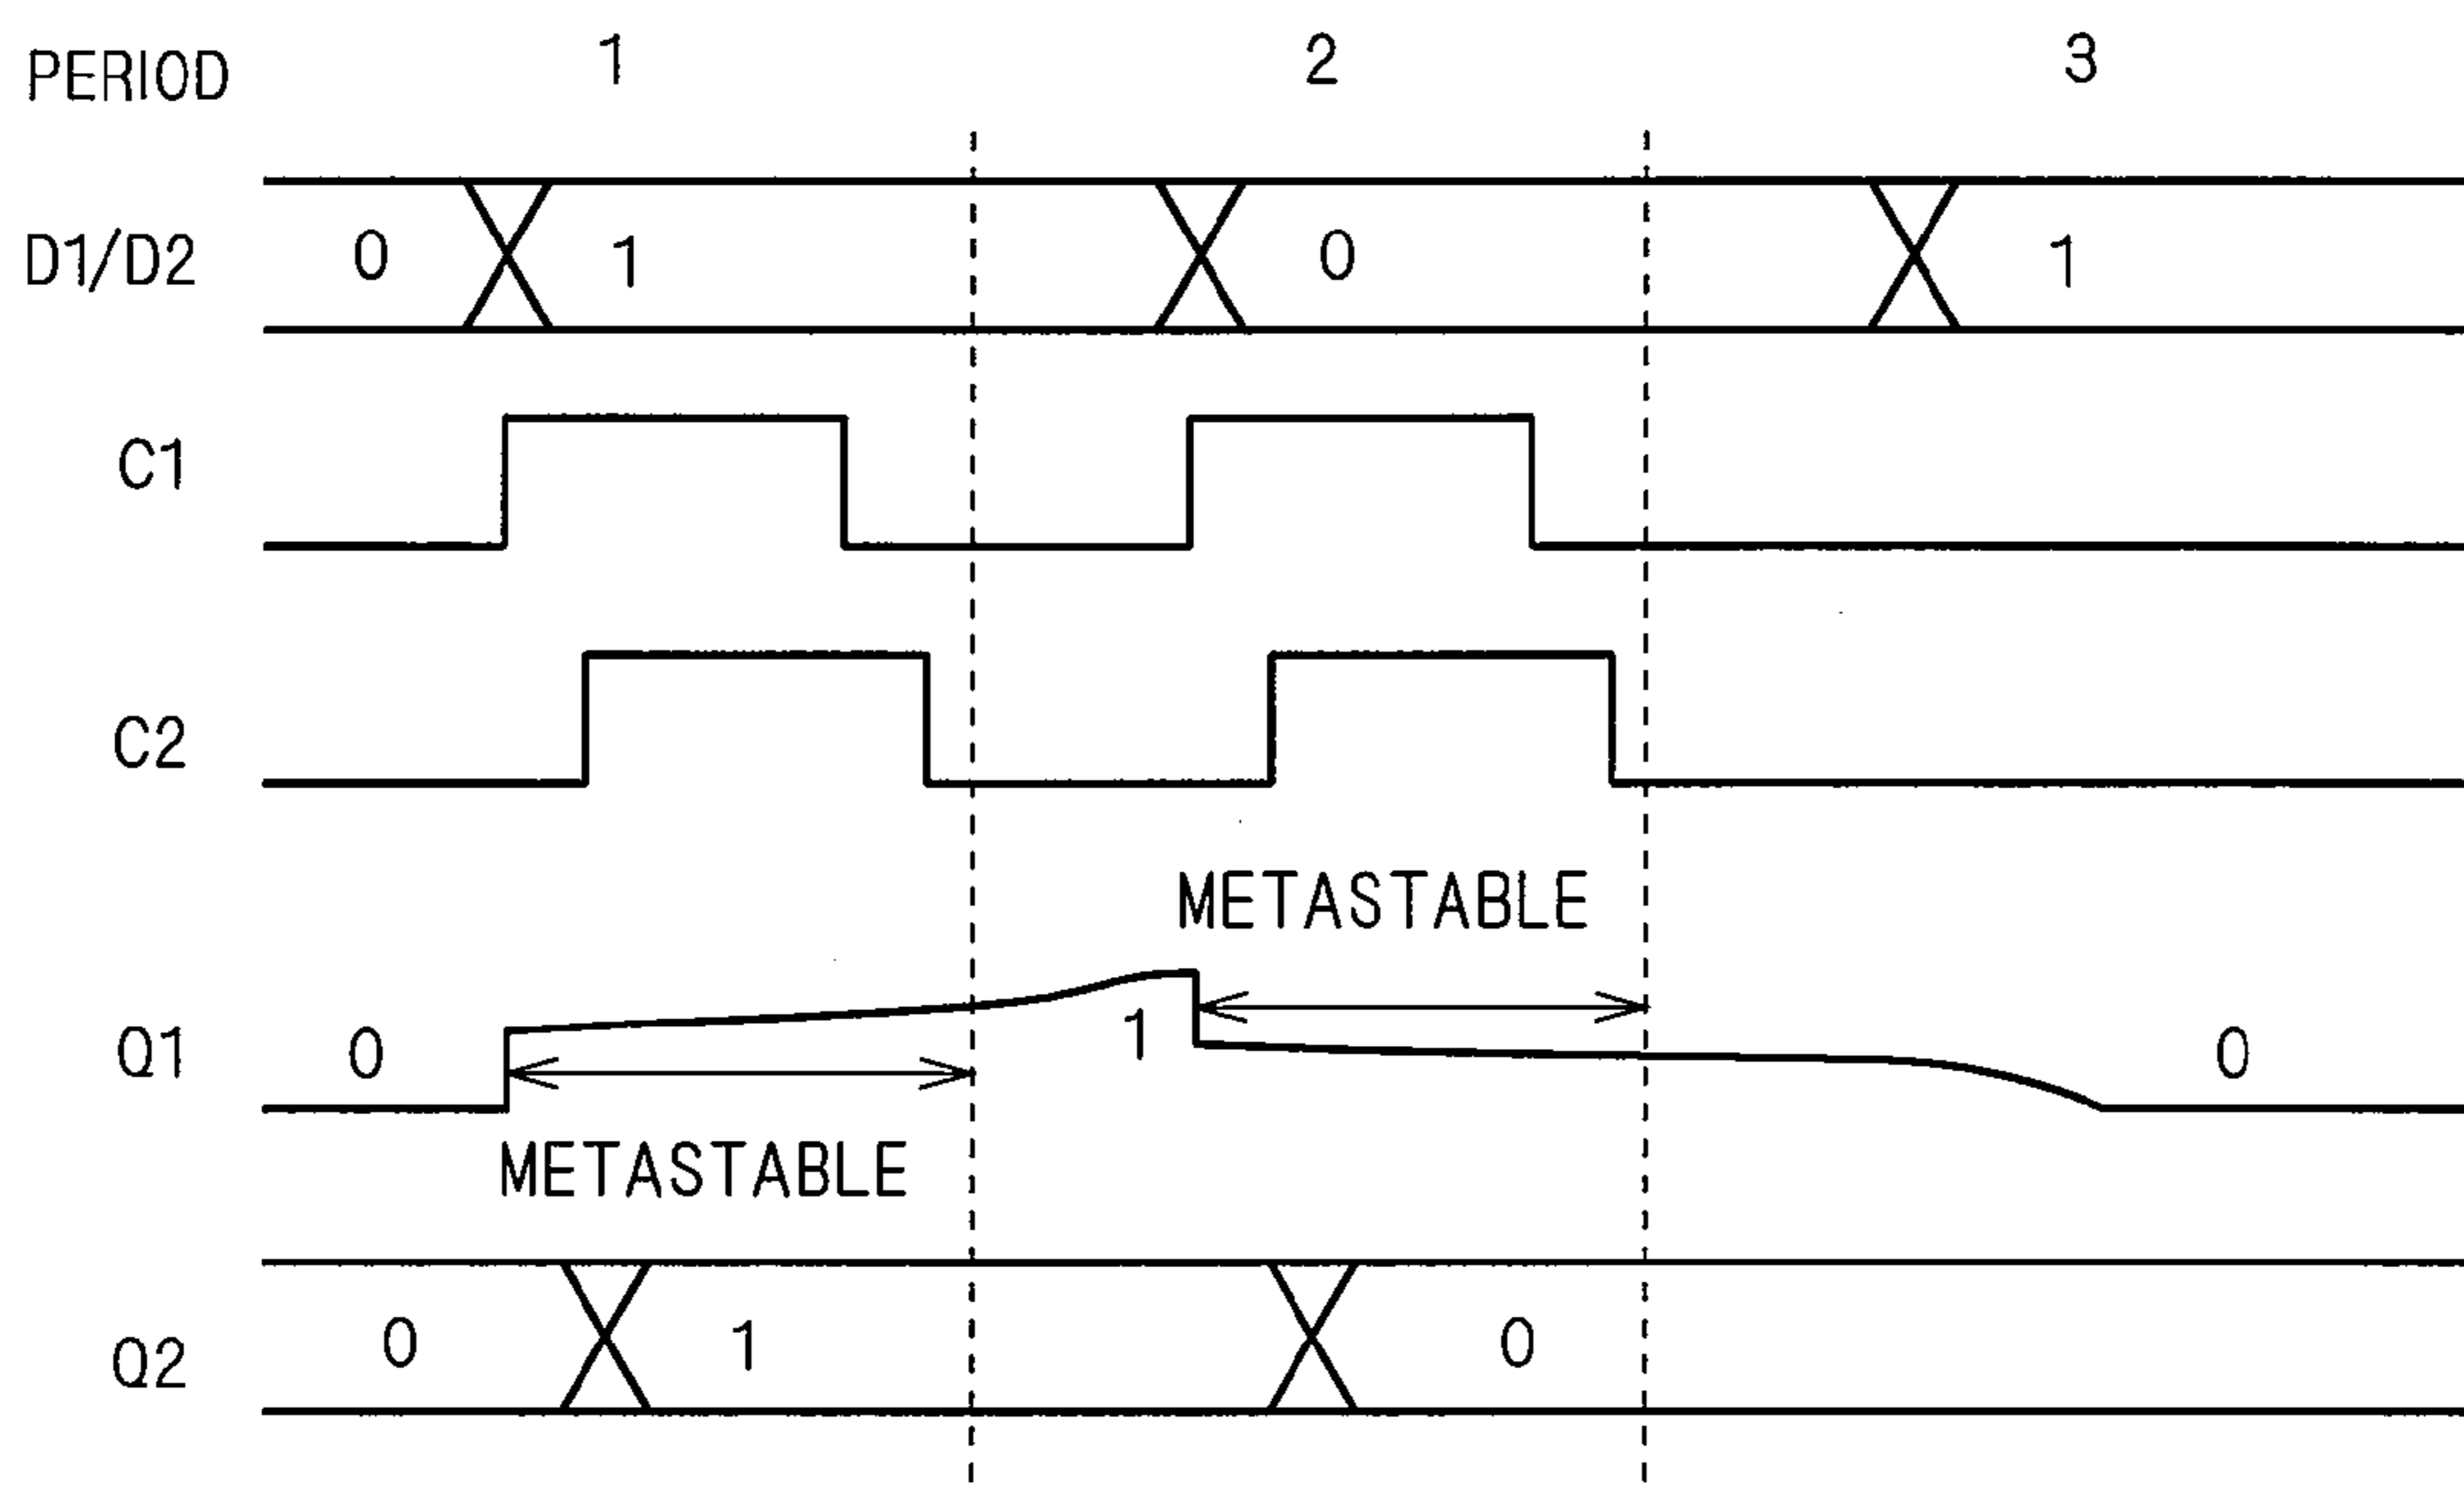 PERIOD 1 2 3
D1/D2 0 1 0 1
C1
C2
METASTABLE
Q1 0 1 0
METASTABLE
Q2 0 1 0